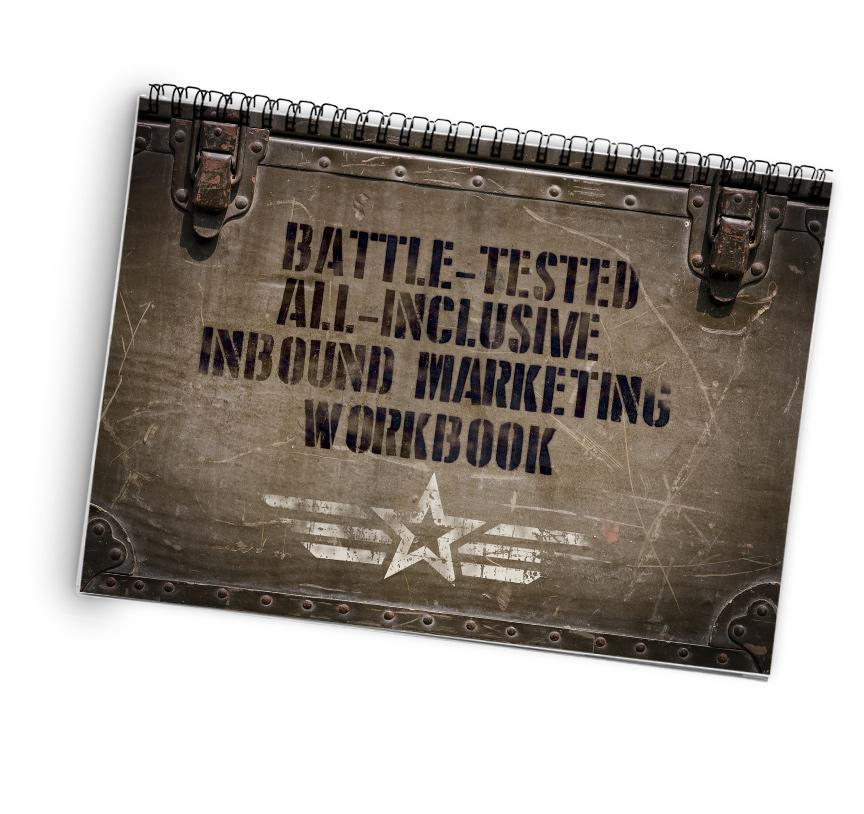 BATTLE-TESTED
ALL-INCLUSIVE
INBOUND MARKETING
WORKBOOK